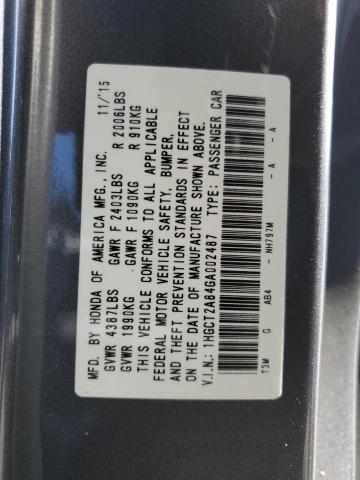 MFD. BY HONDA OF AMERICA MFG., INC. 11/'15
GVWR 4387LBS GAWR F 2403LBS R 2006LBS
GVWR 1990KG GAWR F 1090KG R 910KG
THIS VEHICLE CONFORMS TO ALL APPLICABLE
FEDERAL MOTOR VEHICLE SAFETY, BUMPER,
AND THEFT PREVENTION STANDARDS IN EFFECT
ON THE DATE OF MANUFACTURE SHOWN ABOVE.
V.I.N.: 1HGCT2A84GA002487 TYPE: PASSENGER CAR
T3M G AB4 - NH797M - A - A